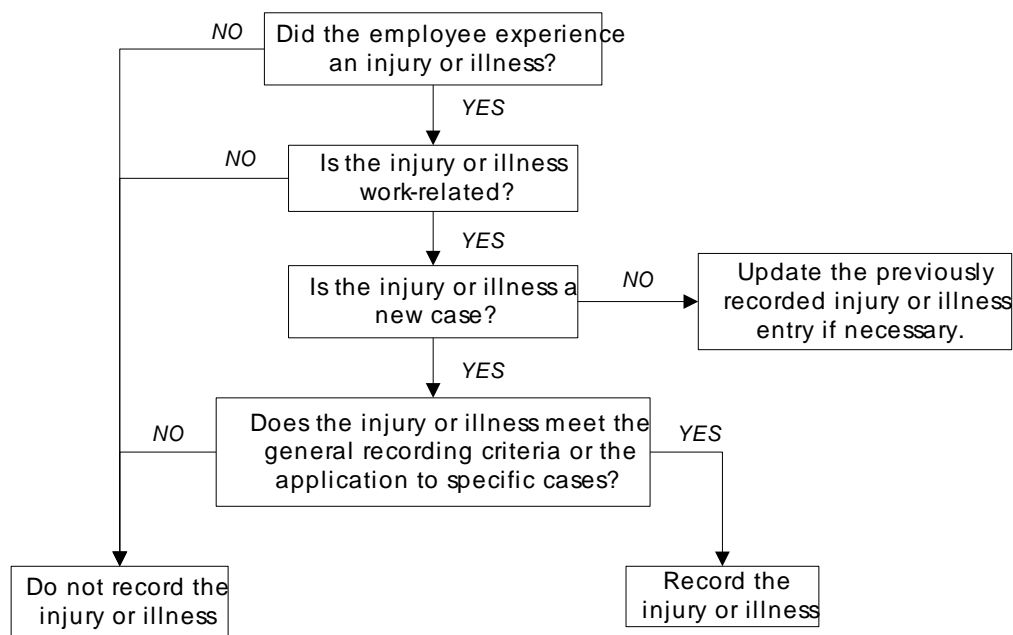 NO
Did the employee experience
an injury or illness?
YES
NO
Is the injury or illness
work-related?
YES
Is the injury or illness a
new case?
NO
Update the previously
recorded injury or illness
entry if necessary.
YES
NO
Does the injury or illness meet the
general recording criteria or the
application to specific cases?
YES
Do not record the
injury or illness
Record the
injury or illness